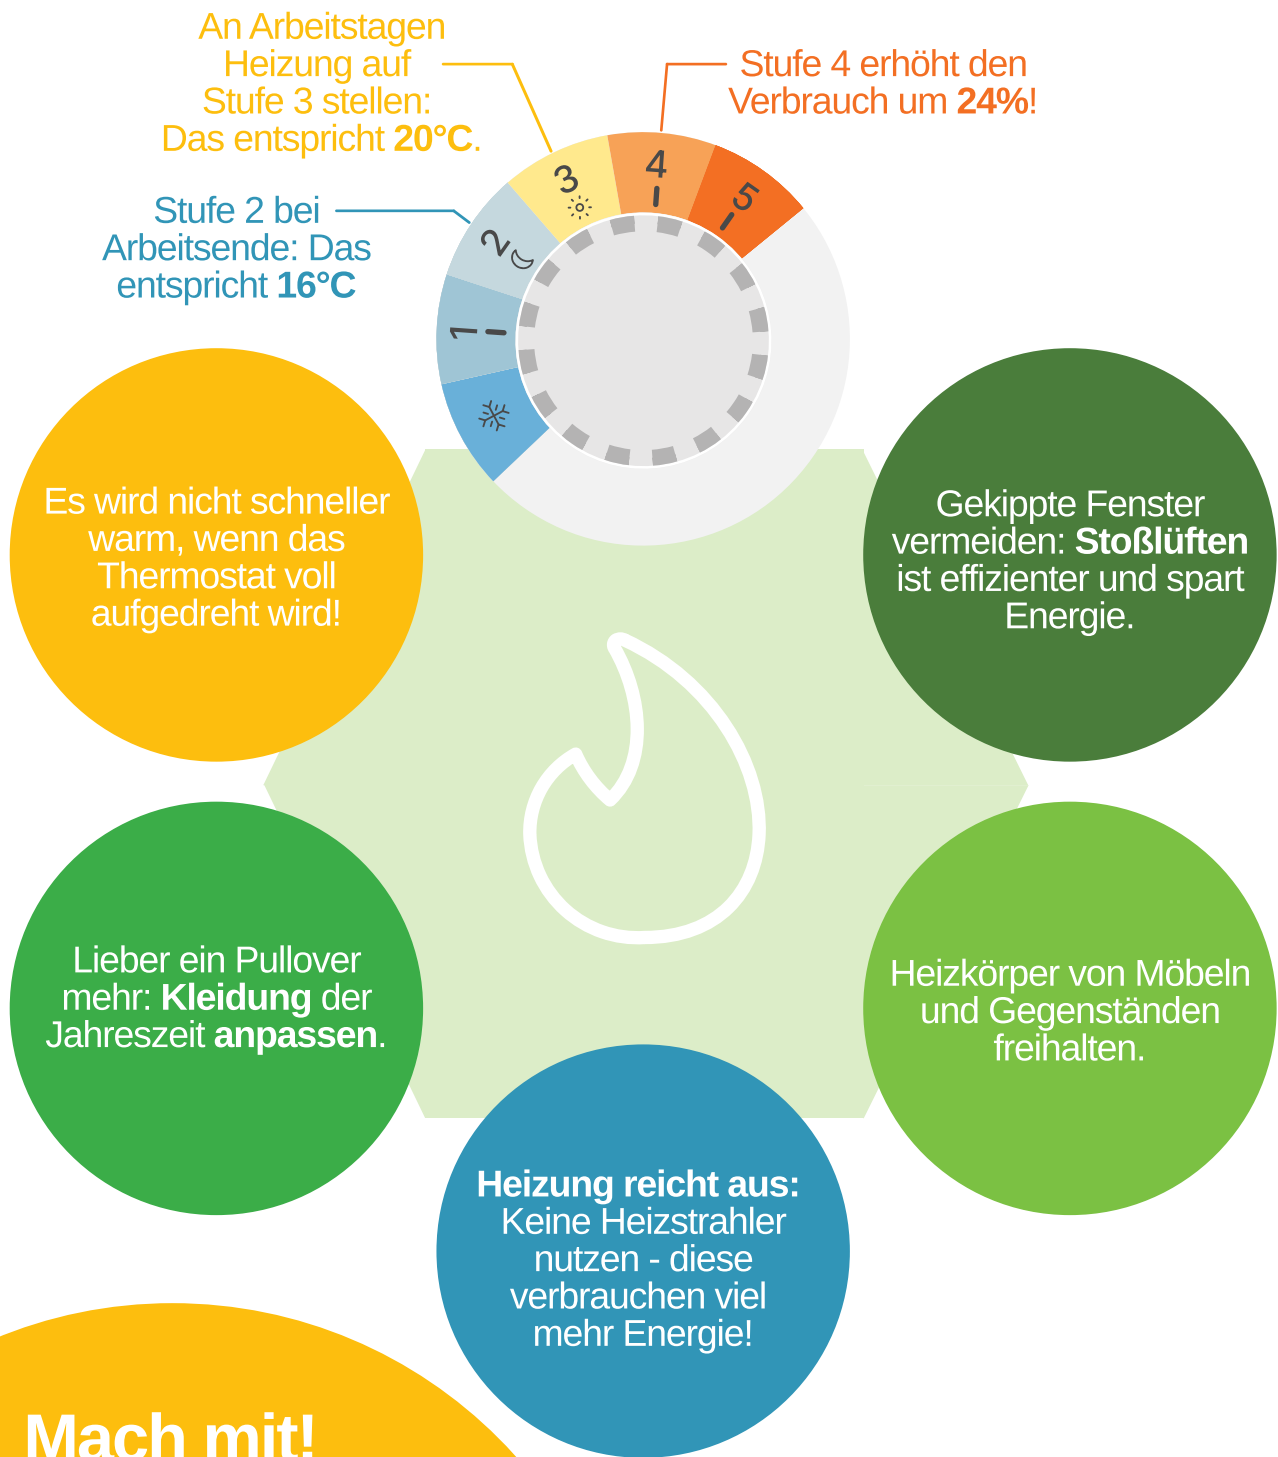 An Arbeitstagen
Heizung auf
Stufe 3 stellen:
Das entspricht 20°C.
Stufe 4 erhöht den
Verbrauch um 24%!
Stufe 2 bei
Arbeitsende: Das
entspricht 16°C
1
2
3
4
5
Es wird nicht schneller
warm, wenn das
Thermostat voll
aufgedreht wird!
Gekippte Fenster
vermeiden: Stoßlüften
ist effizienter und spart
Energie.
Lieber ein Pullover
mehr: Kleidung der
Jahreszeit anpassen.
Heizkörper von Möbeln
und Gegenständen
freihalten.
Heizung reicht aus:
Keine Heizstrahler
nutzen - diese
verbrauchen viel
mehr Energie!
Mach mit!